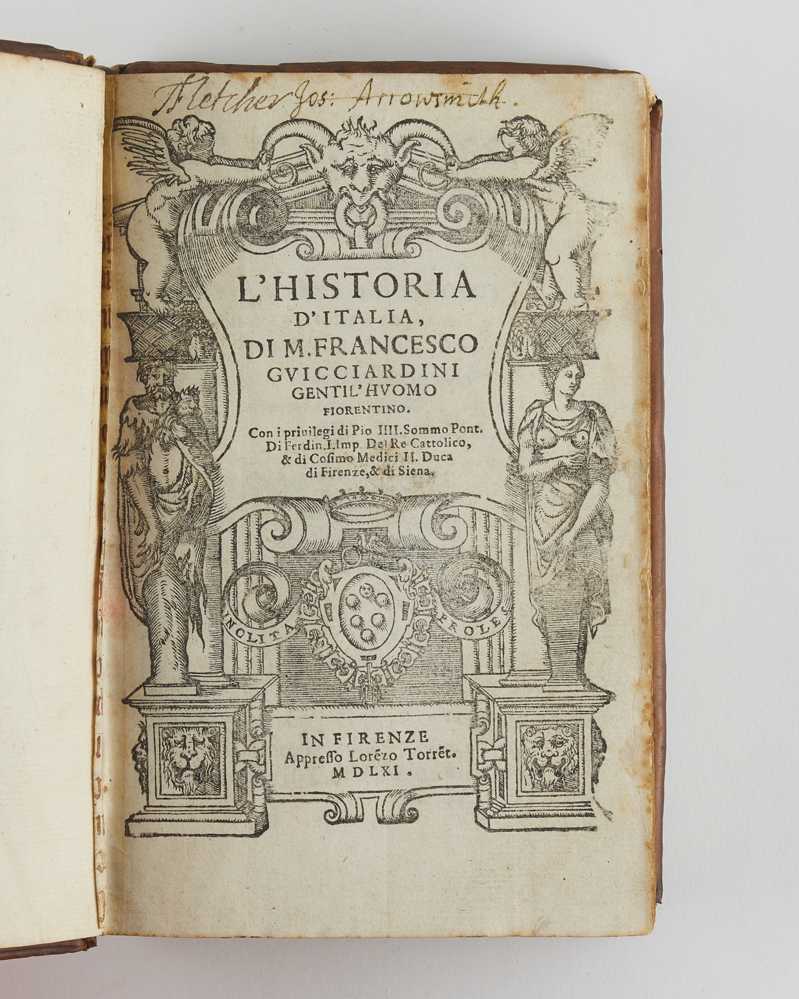 Fletcher Jos: Arrowsmith.
L'HISTORIA
D'ITALIA,
DI M. FRANCESCO
GVICCIARDINI
GENTIL'HVOMO
FIORENTINO.
Con i priuilegi di Pio IIII. Sommo Pont.
Di Ferdin. I. Imp. Del Re Cattolico,
& di Cosimo Medici II. Duca
di Firenze, & di Siena.
INCLITA PROLES
IN FIRENZE
Appresso Lorẽzo Torrẽt.
MDLXI.